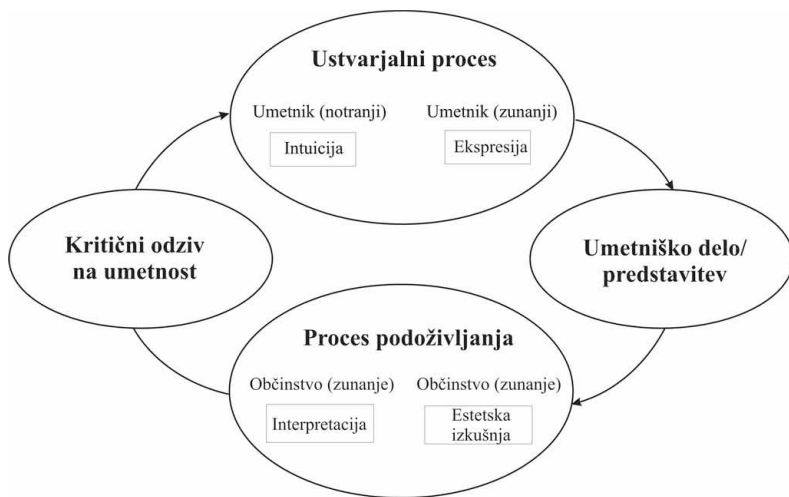 Ustvarjalni proces
Umetnik (notranji)
Umetnik (zunanji)
Intuicija
Ekspresija
Kritični odziv
na umetnost
Umetniško delo/
predstavitev
Proces podoživljanja
Občinstvo (zunanje)
Občinstvo (zunanje)
Interpretacija
Estetska
izkušnja